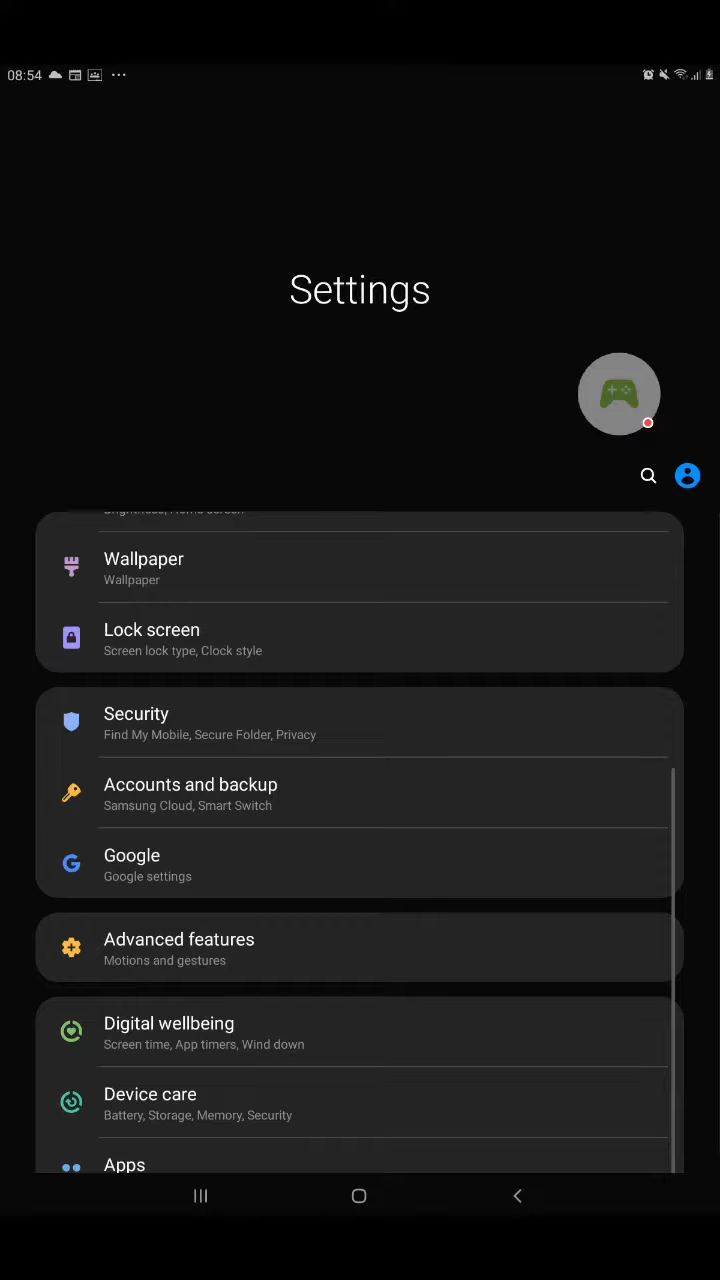 08:54
Settings
Wallpaper
Wallpaper
Lock screen
Screen lock type, Clock style
Security
Find My Mobile, Secure Folder, Privacy
Accounts and backup
Samsung Cloud, Smart Switch
Google
Google settings
Advanced features
Motions and gestures
Digital wellbeing
Screen time, App timers, Wind down
Device care
Battery, Storage, Memory, Security
Apps